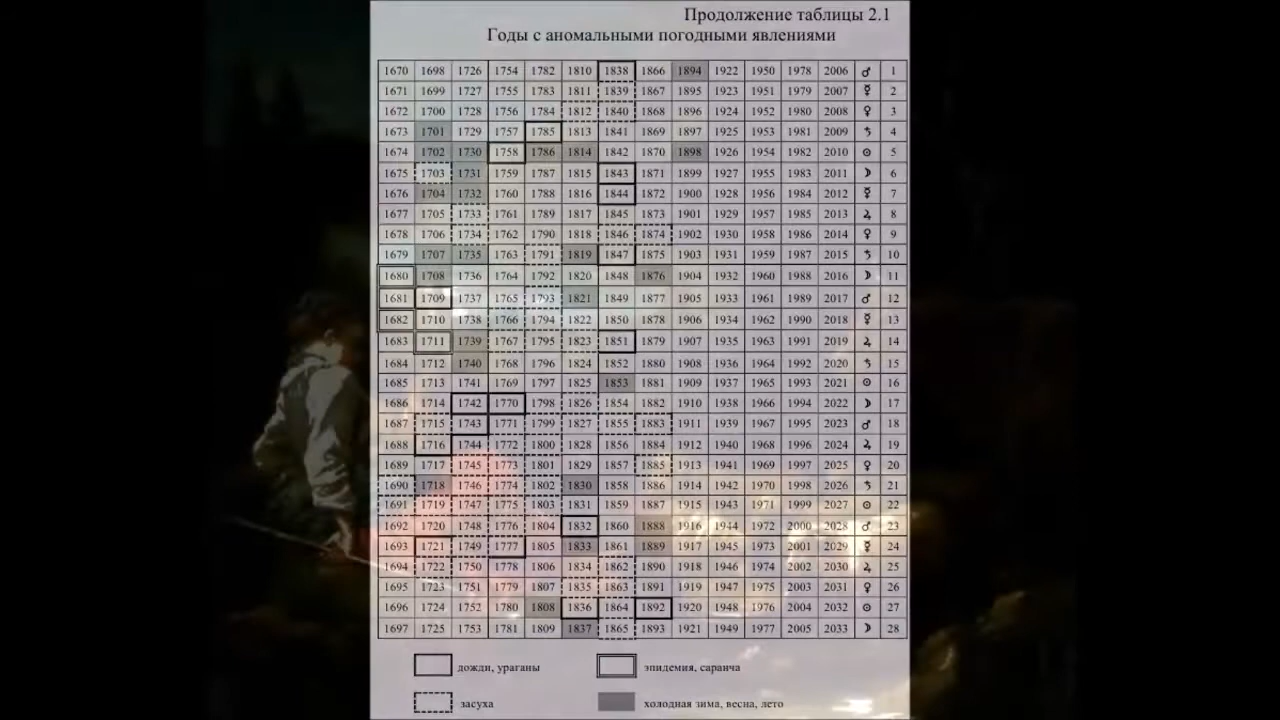 Продолжение таблицы 2.1
Годы с аномальными погодными явлениями
1670 1698 1726 1754 1782 1810 1838 1866 1894 1922 1950 1978 2006 ♂ 1
1671 1699 1727 1755 1783 1811 1839 1867 1895 1923 1951 1979 2007 ☿ 2
1672 1700 1728 1756 1784 1812 1840 1868 1896 1924 1952 1980 2008 ♀ 3
1673 1701 1729 1757 1785 1813 1841 1869 1897 1925 1953 1981 2009 ♄ 4
1674 1702 1730 1758 1786 1814 1842 1870 1898 1926 1954 1982 2010 ⊙ 5
1675 1703 1731 1759 1787 1815 1843 1871 1899 1927 1955 1983 2011 ☽ 6
1676 1704 1732 1760 1788 1816 1844 1872 1900 1928 1956 1984 2012 ☿ 7
1677 1705 1733 1761 1789 1817 1845 1873 1901 1929 1957 1985 2013 ♃ 8
1678 1706 1734 1762 1790 1818 1846 1874 1902 1930 1958 1986 2014 ♀ 9
1679 1707 1735 1763 1791 1819 1847 1875 1903 1931 1959 1987 2015 ♄ 10
1680 1708 1736 1764 1792 1820 1848 1876 1904 1932 1960 1988 2016 ☽ 11
1681 1709 1737 1765 1793 1821 1849 1877 1905 1933 1961 1989 2017 ♂ 12
1682 1710 1738 1766 1794 1822 1850 1878 1906 1934 1962 1990 2018 ☿ 13
1683 1711 1739 1767 1795 1823 1851 1879 1907 1935 1963 1991 2019 ♃ 14
1684 1712 1740 1768 1796 1824 1852 1880 1908 1936 1964 1992 2020 ♄ 15
1685 1713 1741 1769 1797 1825 1853 1881 1909 1937 1965 1993 2021 ⊙ 16
1686 1714 1742 1770 1798 1826 1854 1882 1910 1938 1966 1994 2022 ☽ 17
1687 1715 1743 1771 1799 1827 1855 1883 1911 1939 1967 1995 2023 ♂ 18
1688 1716 1744 1772 1800 1828 1856 1884 1912 1940 1968 1996 2024 ♃ 19
1689 1717 1745 1773 1801 1829 1857 1885 1913 1941 1969 1997 2025 ♀ 20
1690 1718 1746 1774 1802 1830 1858 1886 1914 1942 1970 1998 2026 ♄ 21
1691 1719 1747 1775 1803 1831 1859 1887 1915 1943 1971 1999 2027 ⊙ 22
1692 1720 1748 1776 1804 1832 1860 1888 1916 1944 1972 2000 2028 ♂ 23
1693 1721 1749 1777 1805 1833 1861 1889 1917 1945 1973 2001 2029 ☿ 24
1694 1722 1750 1778 1806 1834 1862 1890 1918 1946 1974 2002 2030 ♃ 25
1695 1723 1751 1779 1807 1835 1863 1891 1919 1947 1975 2003 2031 ♀ 26
1696 1724 1752 1780 1808 1836 1864 1892 1920 1948 1976 2004 2032 ⊙ 27
1697 1725 1753 1781 1809 1837 1865 1893 1921 1949 1977 2005 2033 ☽ 28
дожди, ураганы эпидемия, саранча
засуха холодная зима, весна, лето